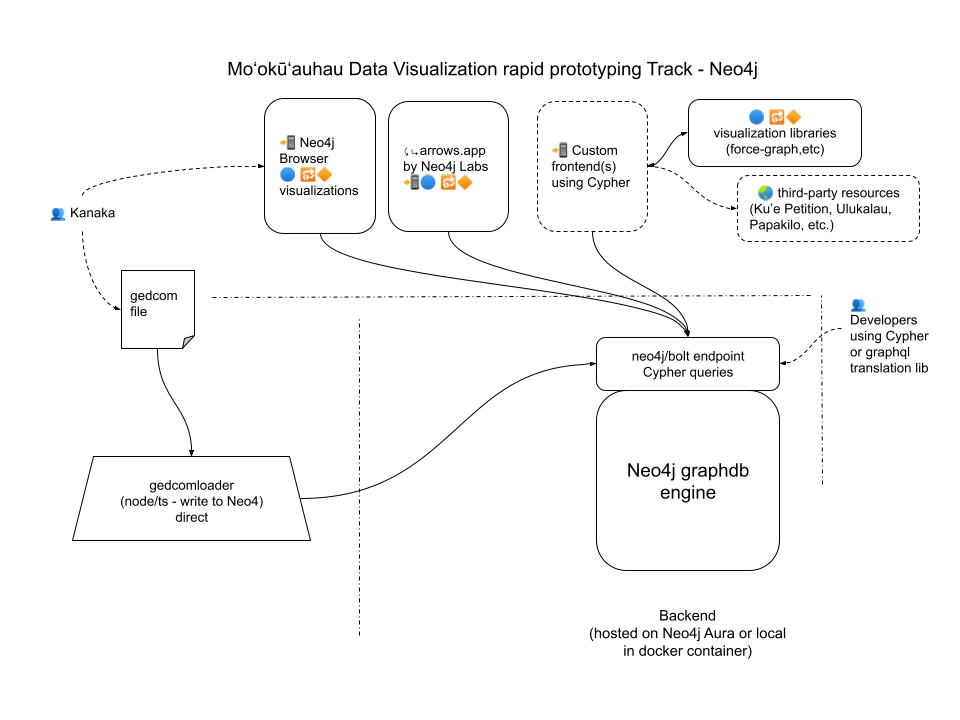 Mo‘okū‘auhau Data Visualization rapid prototyping Track - Neo4j
📲 Neo4j
Browser
🔵 🔁🔶
visualizations
⤹⤷arrows.app
by Neo4j Labs
📲🔵 🔁🔶
📲 Custom
frontend(s)
using Cypher
🔵 🔁🔶
visualization libraries
(force-graph,etc)
🌏 third-party resources
(Ku’e Petition, Ulukalau,
Papakilo, etc.)
👥 Kanaka
gedcom
file
👥
Developers
using Cypher
or graphql
translation lib
neo4j/bolt endpoint
Cypher queries
Neo4j graphdb
engine
gedcomloader
(node/ts - write to Neo4)
direct
Backend
(hosted on Neo4j Aura or local
in docker container)